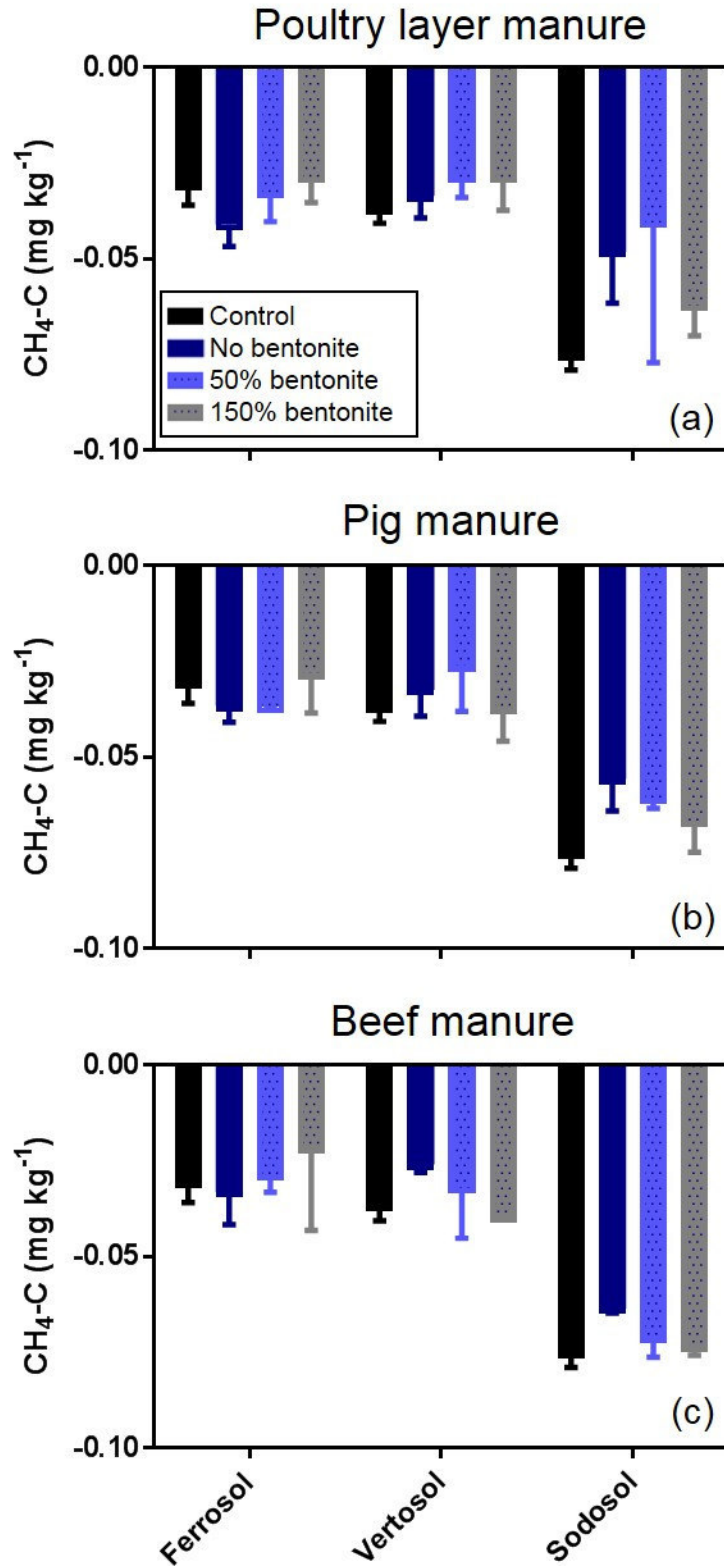 Poultry layer manure
0.00
-0.05
-0.10
CH₄-C (mg kg⁻¹)
Control
No bentonite
50% bentonite
150% bentonite
(a)
Pig manure
0.00
-0.05
-0.10
CH₄-C (mg kg⁻¹)
(b)
Beef manure
0.00
-0.05
-0.10
CH₄-C (mg kg⁻¹)
(c)
Ferrosol
Vertosol
Sodosol